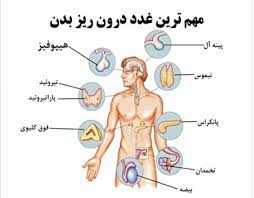 مهم ترین غدد درون ریز بدن
هیپوفیز
پینه آل
تیموس
تیروئید
پاراتیروئید
فوق کلیوی
پانکراس
تخمدان
بیضه